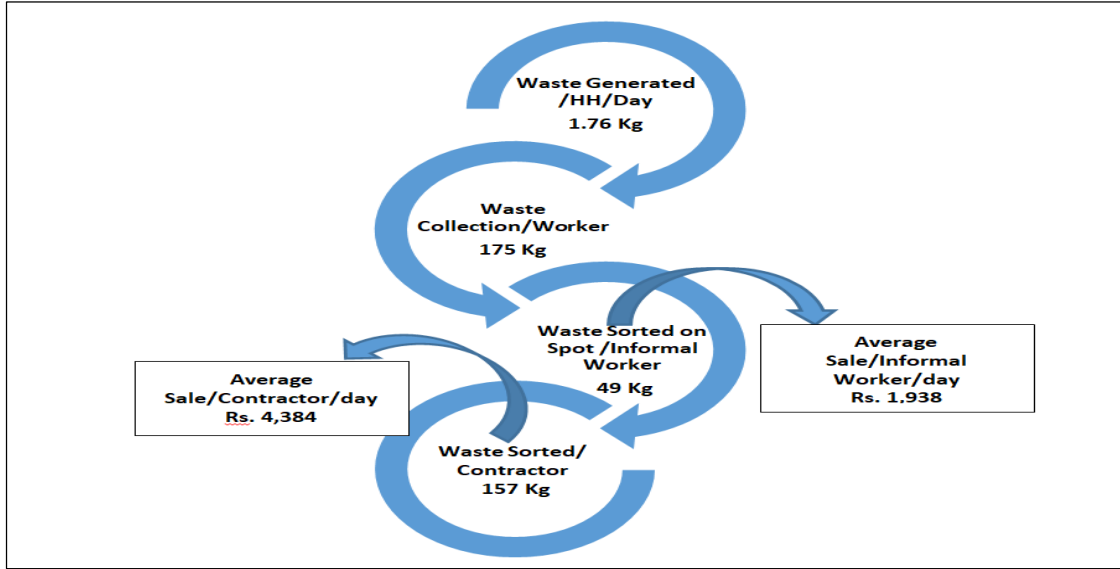 Waste Generated
/HH/Day
1.76 Kg
Waste
Collection/Worker
175 Kg
Waste Sorted on
Spot /Informal
Worker
49 Kg
Average
Sale/Informal
Worker/day
Rs. 1,938
Average
Sale/Contractor/day
Rs. 4,384
Waste Sorted/
Contractor
157 Kg